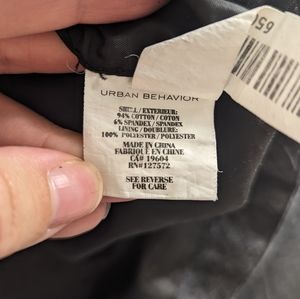 URBAN BEHAVIOR
SHELL/EXTERIEUR:
94% COTTON/COTON
6% SPANDEX/SPANDEX
LINING/DOUBLURE:
100% POLYESTER/POLYESTER
MADE IN CHINA
FABRIQUE EN CHINE
CA# 19604
RN#127572
SEE REVERSE
FOR CARE